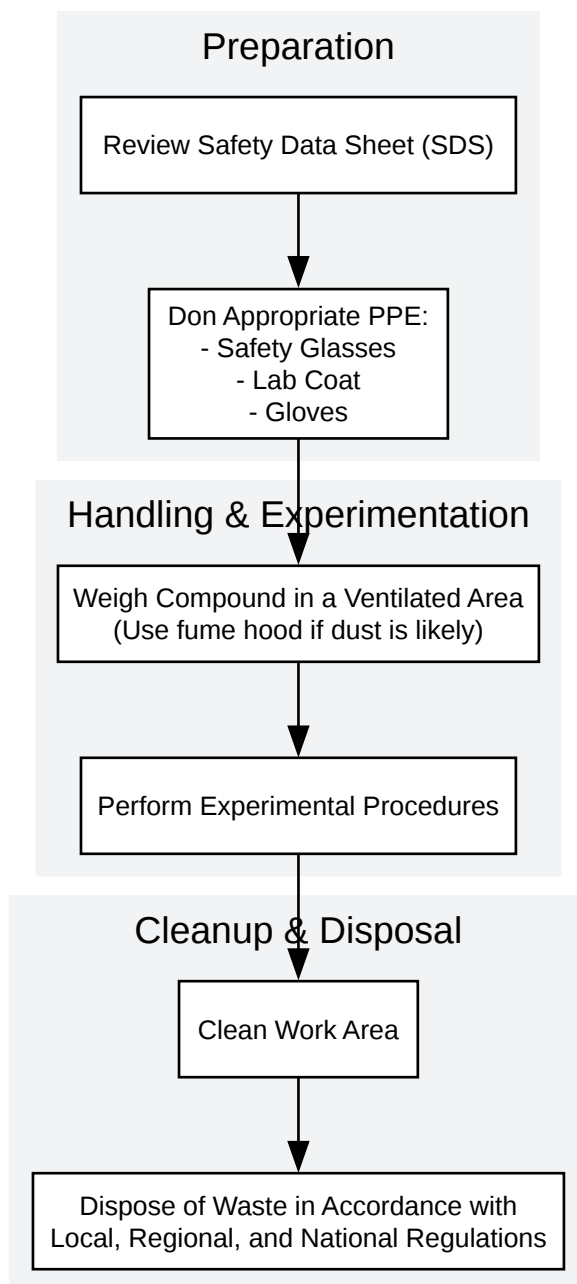 Preparation
Review Safety Data Sheet (SDS)
Don Appropriate PPE:
- Safety Glasses
- Lab Coat
- Gloves
Handling & Experimentation
Weigh Compound in a Ventilated Area
(Use fume hood if dust is likely)
Perform Experimental Procedures
Cleanup & Disposal
Clean Work Area
Dispose of Waste in Accordance with
Local, Regional, and National Regulations